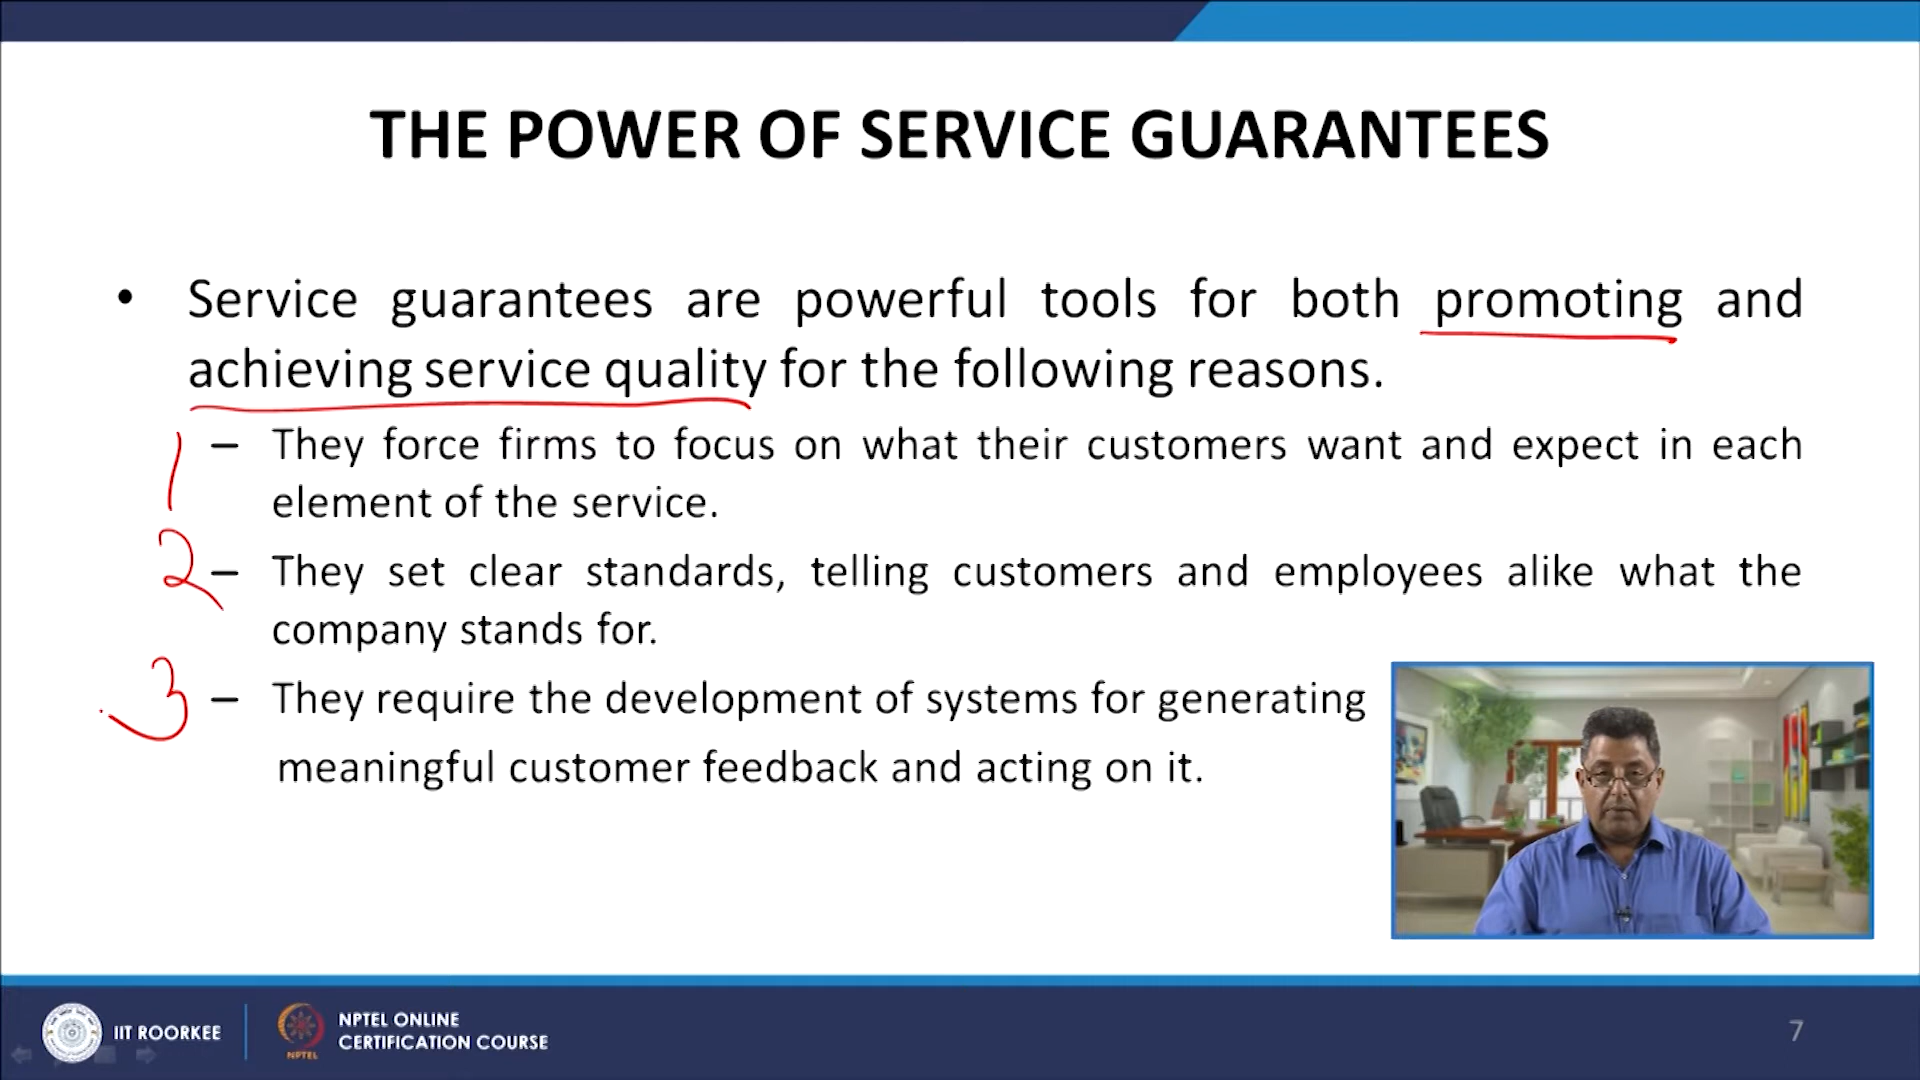 THE POWER OF SERVICE GUARANTEES
• Service guarantees are powerful tools for both promoting and
achieving service quality for the following reasons.
1 – They force firms to focus on what their customers want and expect in each
element of the service.
2 – They set clear standards, telling customers and employees alike what the
company stands for.
3 – They require the development of systems for generating
meaningful customer feedback and acting on it.
IIT ROORKEE
NPTEL
NPTEL ONLINE
CERTIFICATION COURSE
7